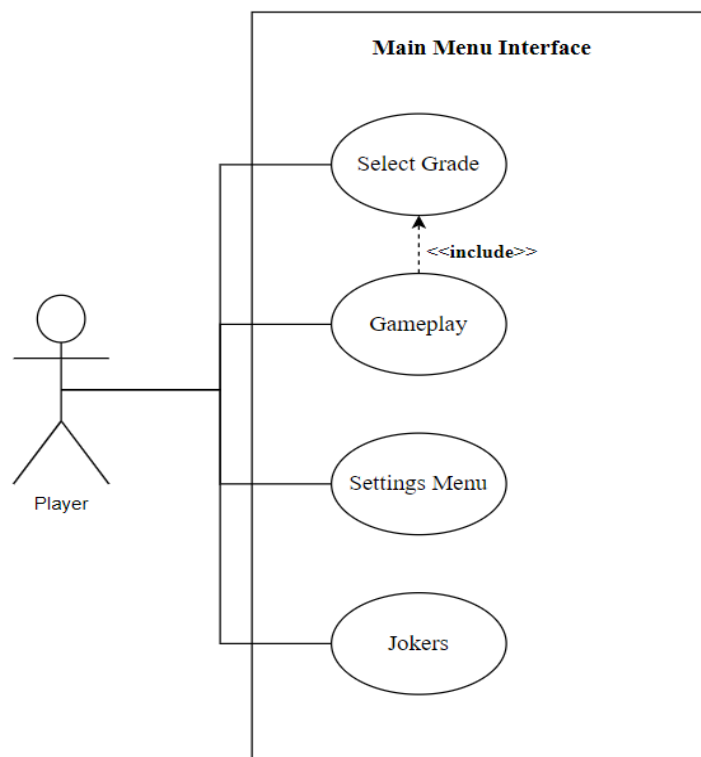 Main Menu Interface
Select Grade
<<include>>
Gameplay
Settings Menu
Player
Jokers